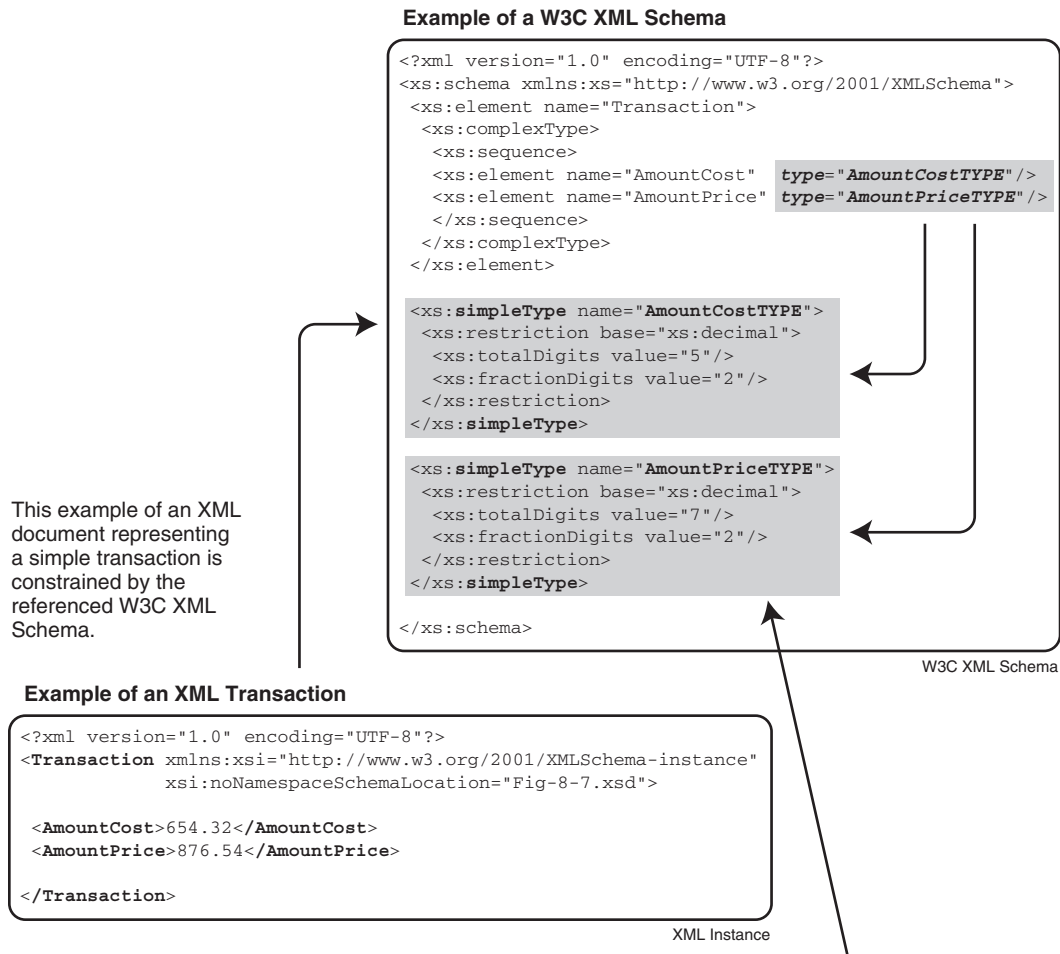 Example of a W3C XML Schema
<?xml version="1.0" encoding="UTF-8"?>
<xs:schema xmlns:xs="http://www.w3.org/2001/XMLSchema">
<xs:element name="Transaction">
<xs:complexType>
<xs:sequence>
<xs:element name="AmountCost" type="AmountCostTYPE"/>
<xs:element name="AmountPrice" type="AmountPriceTYPE"/>
</xs:sequence>
</xs:complexType>
</xs:element>
<xs:simpleType name="AmountCostTYPE">
<xs:restriction base="xs:decimal">
<xs:totalDigits value="5"/>
<xs:fractionDigits value="2"/>
</xs:restriction>
</xs:simpleType>
<xs:simpleType name="AmountPriceTYPE">
<xs:restriction base="xs:decimal">
<xs:totalDigits value="7"/>
<xs:fractionDigits value="2"/>
</xs:restriction>
</xs:simpleType>
</xs:schema>
W3C XML Schema
This example of an XML
document representing
a simple transaction is
constrained by the
referenced W3C XML
Schema.
Example of an XML Transaction
<?xml version="1.0" encoding="UTF-8"?>
<Transaction xmlns:xsi="http://www.w3.org/2001/XMLSchema-instance"
xsi:noNamespaceSchemaLocation="Fig-8-7.xsd">
<AmountCost>654.32</AmountCost>
<AmountPrice>876.54</AmountPrice>
</Transaction>
XML Instance